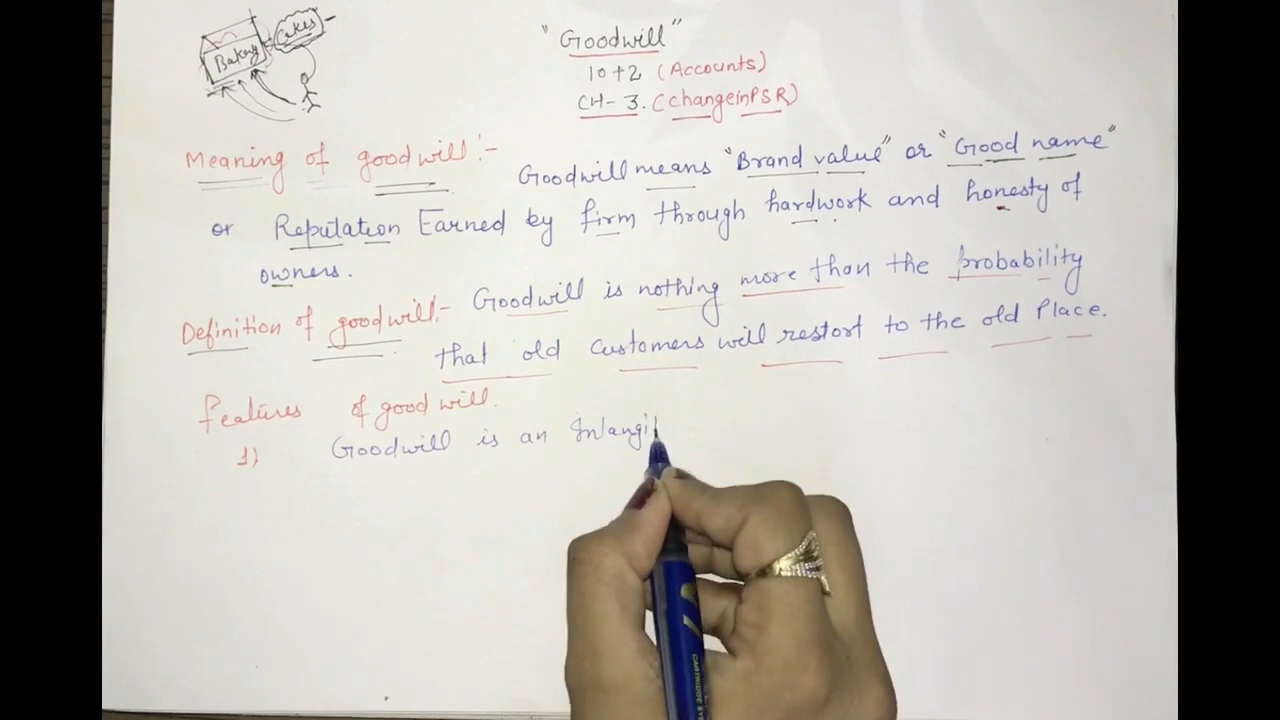 Bakery
Cakes
"Goodwill"
10+2 (Accounts)
CH-3. (change in PSR)
Meaning of goodwill:- Goodwill means "Brand value" or "Good name"
or Reputation Earned by firm through hardwork and honesty of
owners.
Definition of goodwill:- Goodwill is nothing more than the probability
that old customers will restort to the old Place.
features of good will.
1) Goodwill is an Intangi